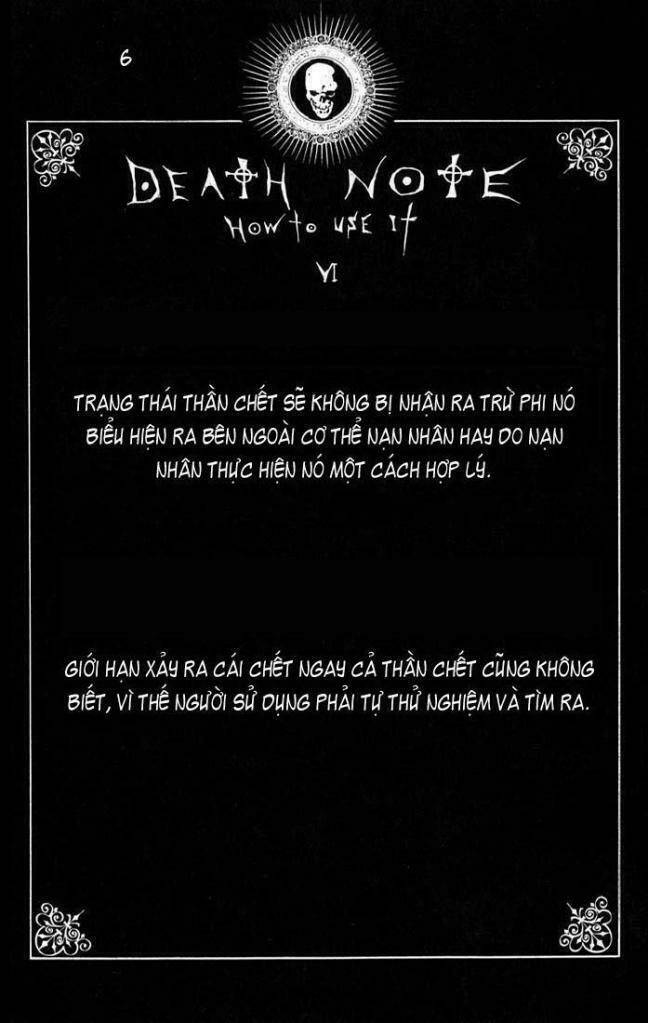 6
DEATH NOTE
HOW TO USE IT
VI
TRẠNG THÁI THẦN CHẾT SẼ KHÔNG BỊ NHẬN RA TRỪ PHI NÓ
BIỂU HIỆN RA BÊN NGOÀI CƠ THỂ NẠN NHÂN HAY DO NẠN
NHÂN THỰC HIỆN NÓ MỘT CÁCH HỢP LÝ.
GIỚI HẠN XẢY RA CÁI CHẾT NGAY CẢ THẦN CHẾT CŨNG KHÔNG
BIẾT, VÌ THẾ NGƯỜI SỬ DỤNG PHẢI TỰ THỬ NGHIỆM VÀ TÌM RA.